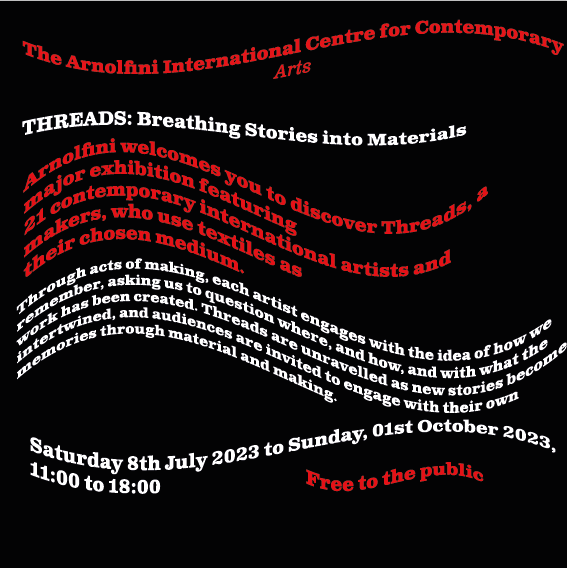 The Arnolfini International Centre for Contemporary
Arts
THREADS: Breathing Stories into Materials
Arnolfini welcomes you to discover Threads, a
major exhibition featuring
21 contemporary international artists and
makers, who use textiles as
their chosen medium.
Through acts of making, each artist engages with the idea of how we
remember, asking us to question where, and how, and with what the
work has been created. Threads are unravelled as new stories become
intertwined, and audiences are invited to engage with their own
memories through material and making.
Saturday 8th July 2023 to Sunday, 01st October 2023,
11:00 to 18:00
Free to the public